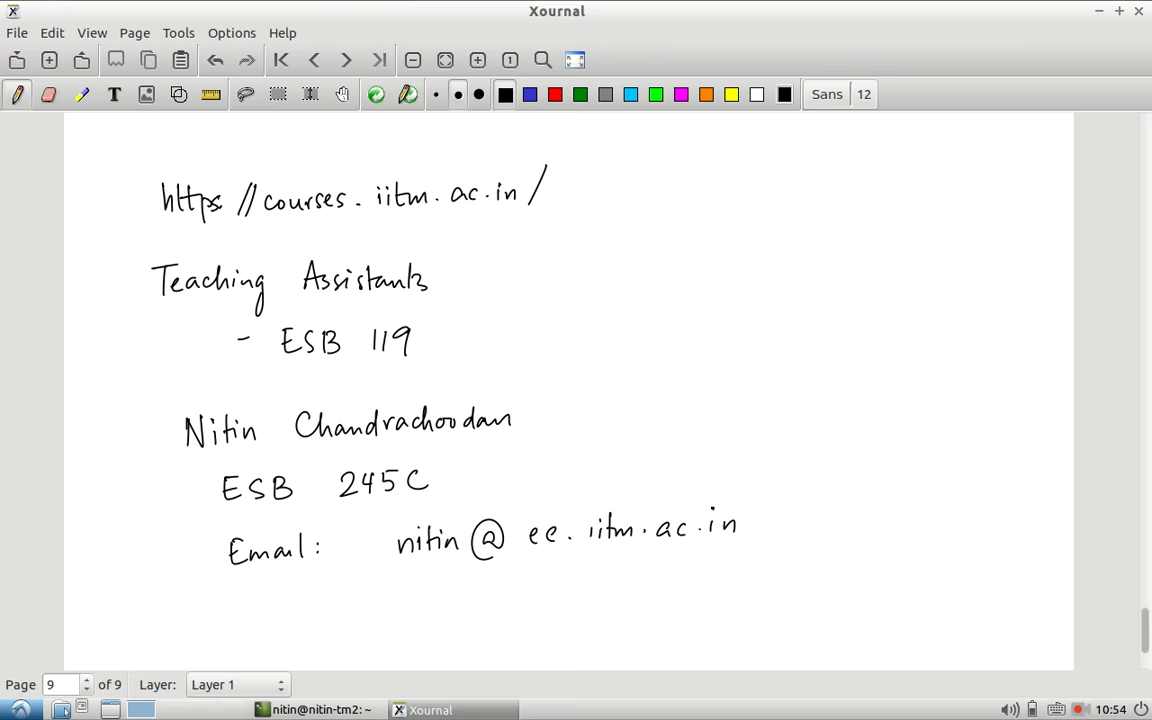 Xournal
File Edit View Page Tools Options Help
Sans 12
https://courses.iitm.ac.in/
Teaching Assistants
- ESB 119
Nitin Chandrachoodan
ESB 245C
Email: nitin@ee.iitm.ac.in
Page 9 of 9 Layer: Layer 1
nitin@nitin-tm2: ~ Xournal 10:54